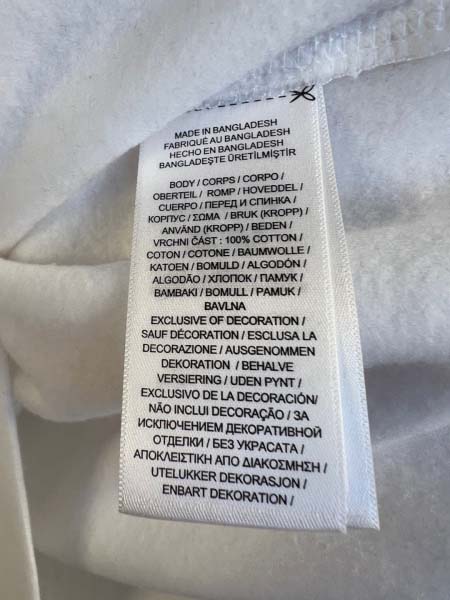 MADE IN BANGLADESH
FABRIQUÉ AU BANGLADESH
HECHO EN BANGLADESH
BANGLADEŞTE ÜRETİLMİŞTİR
BODY / CORPS / CORPO /
OBERTEIL / ROMP / HOVEDDEL /
CUERPO / ПЕРЕД И СПИНКА /
КОРПУС / ΣΩΜΑ / BRUK (KROPP) /
ANVÄND (KROPP) / BEDEN /
VRCHNI ČÁST : 100% COTTON /
COTON / COTONE / BAUMWOLLE /
KATOEN / BOMULD / ALGODÓN /
ALGODÃO / ХЛОПОК / ПАМУК /
BAMBAKI / BOMULL / PAMUK /
BAVLNA
EXCLUSIVE OF DECORATION /
SAUF DÉCORATION / ESCLUSA LA
DECORAZIONE / AUSGENOMMEN
DEKORATION / BEHALVE
VERSIERING / UDEN PYNT /
EXCLUSIVO DE LA DECORACIÓN/
NÃO INCLUI DECORAÇÃO / ЗА
ИСКЛЮЧЕНИЕМ ДЕКОРАТИВНОЙ
ОТДЕЛКИ / БЕЗ УКРАСАТА /
ΑΠΟΚΛΕΙΣΤΙΚΗ ΑΠΟ ΔΙΑΚΟΣΜΗΣΗ /
UTELUKKER DEKORASJON /
ENBART DEKORATION /